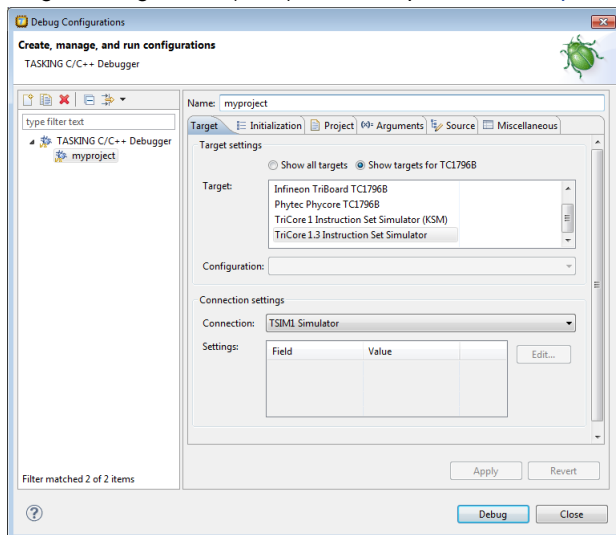 Debug Configurations
Create, manage, and run configurations
TASKING C/C++ Debugger
Name: myproject
type filter text
TASKING C/C++ Debugger
myproject
Target Initialization Project Arguments Source Miscellaneous
Target settings
Show all targets Show targets for TC1796B
Target:
Infineon TriBoard TC1796B
Phytec Phycore TC1796B
TriCore 1 Instruction Set Simulator (KSM)
TriCore 1.3 Instruction Set Simulator
Configuration:
Connection settings
Connection: TSIM1 Simulator
Settings: Field Value Edit...
Apply Revert
Filter matched 2 of 2 items
Debug Close